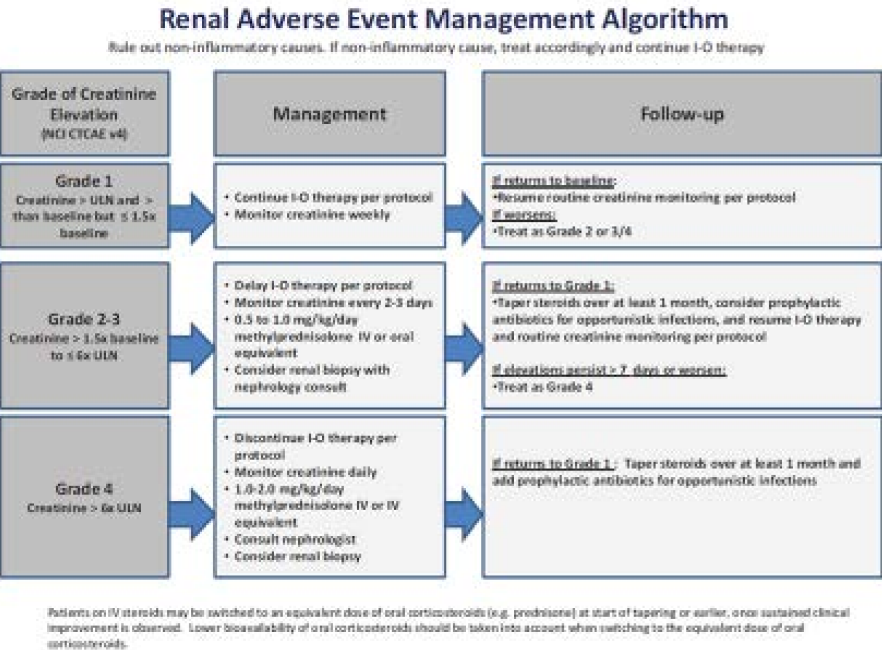 Renal Adverse Event Management Algorithm
Rule out non-inflammatory causes. If non-inflammatory cause, treat accordingly and continue I-O therapy
Grade of Creatinine
Elevation
(NCI CTCAE v4)
Management
Follow-up
Grade 1
Creatinine > ULN and >
than baseline but ≤ 1.5x
baseline
• Continue I-O therapy per protocol
• Monitor creatinine weekly
If returns to baseline:
•Resume routine creatinine monitoring per protocol
If worsens:
•Treat as Grade 2 or 3/4
Grade 2-3
Creatinine > 1.5x baseline
to ≤ 6x ULN
• Delay I-O therapy per protocol
• Monitor creatinine every 2-3 days
• 0.5 to 1.0 mg/kg/day
methylprednisolone IV or oral
equivalent
• Consider renal biopsy with
nephrology consult
If returns to Grade 1:
•Taper steroids over at least 1 month, consider prophylactic
antibiotics for opportunistic infections, and resume I-O therapy
and routine creatinine monitoring per protocol
If elevations persist > 7 days or worsen:
•Treat as Grade 4
Grade 4
Creatinine > 6x ULN
• Discontinue I-O therapy per
protocol
• Monitor creatinine daily
• 1.0-2.0 mg/kg/day
methylprednisolone IV or IV
equivalent
• Consult nephrologist
• Consider renal biopsy
If returns to Grade 1 : Taper steroids over at least 1 month and
add prophylactic antibiotics for opportunistic infections
Patients on IV steroids may be switched to an equivalent dose of oral corticosteroids (e.g. prednisone) at start of tapering or earlier, once sustained clinical
improvement is observed. Lower bioavailability of oral corticosteroids should be taken into account when switching to the equivalent dose of oral
corticosteroids.